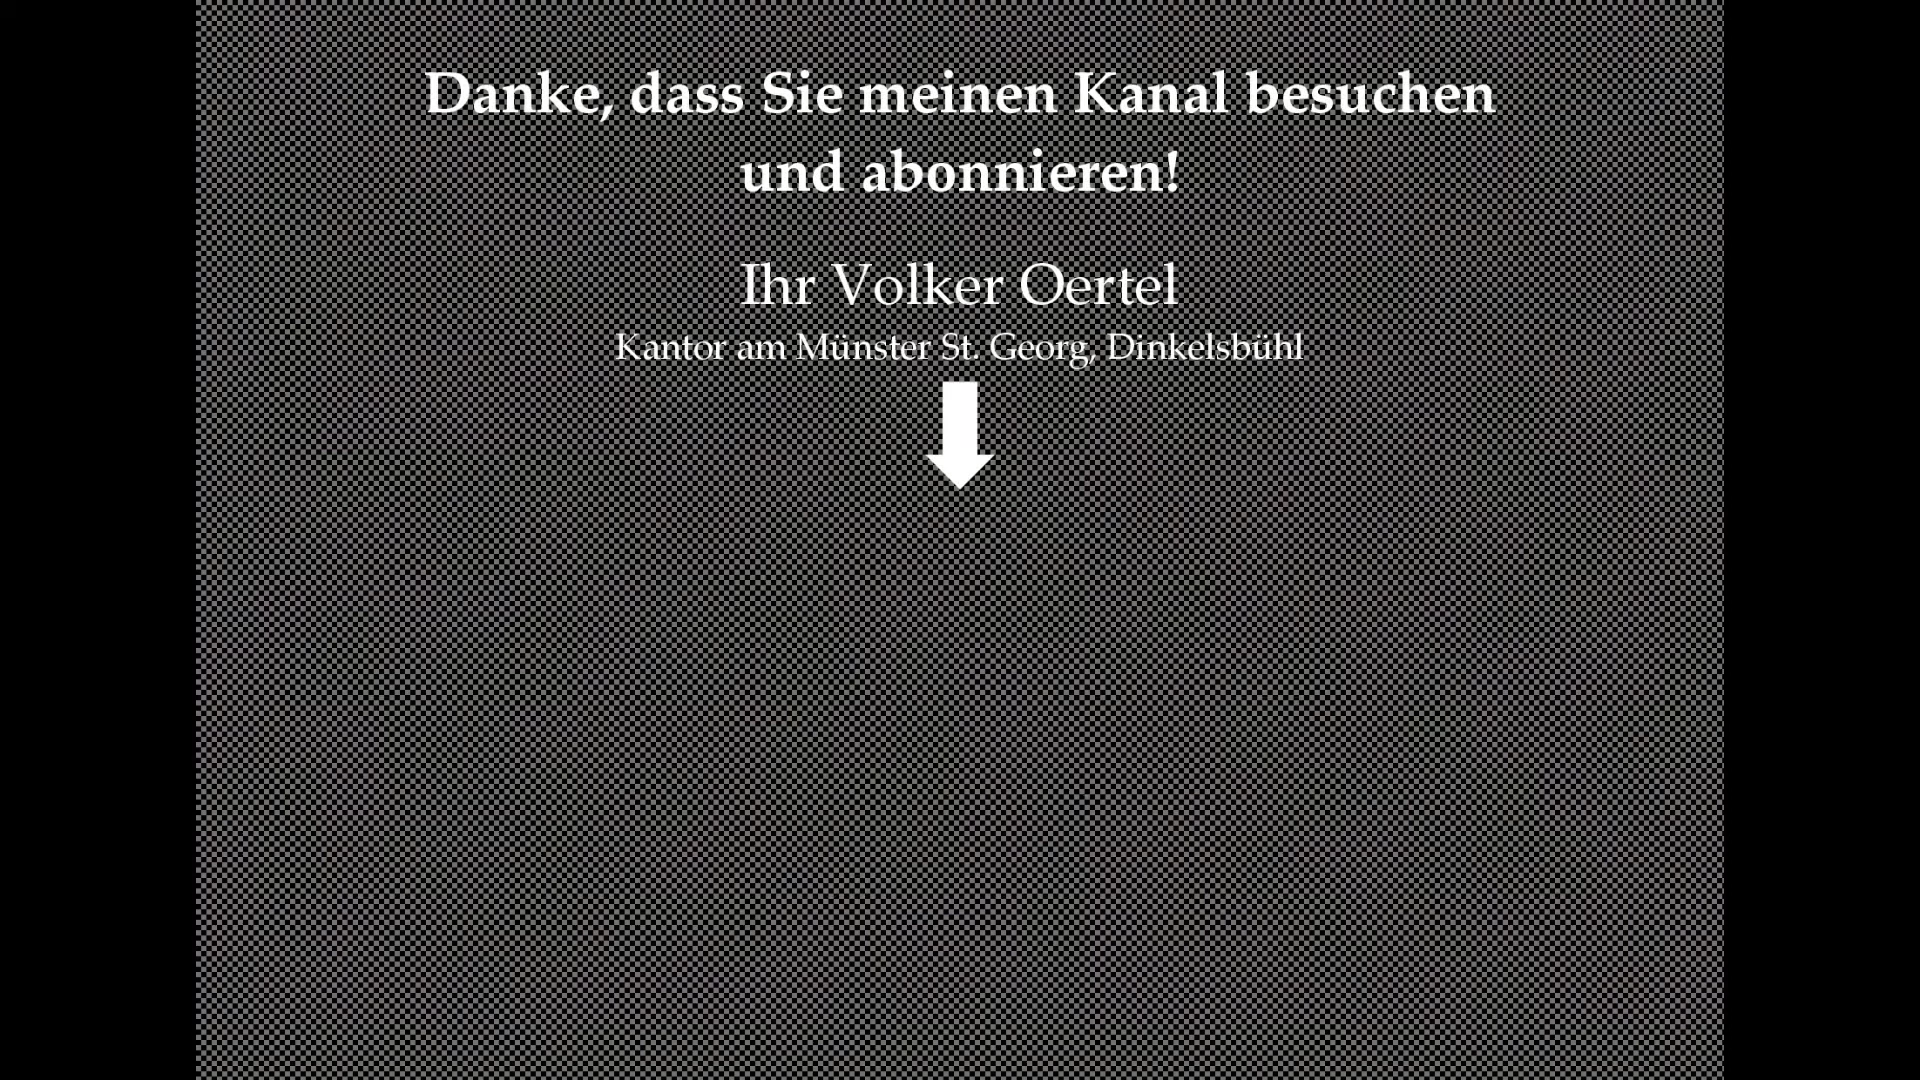 Danke, dass Sie meinen Kanal besuchen
und abonnieren!
Ihr Volker Oertel
Kantor am Münster St. Georg, Dinkelsbühl